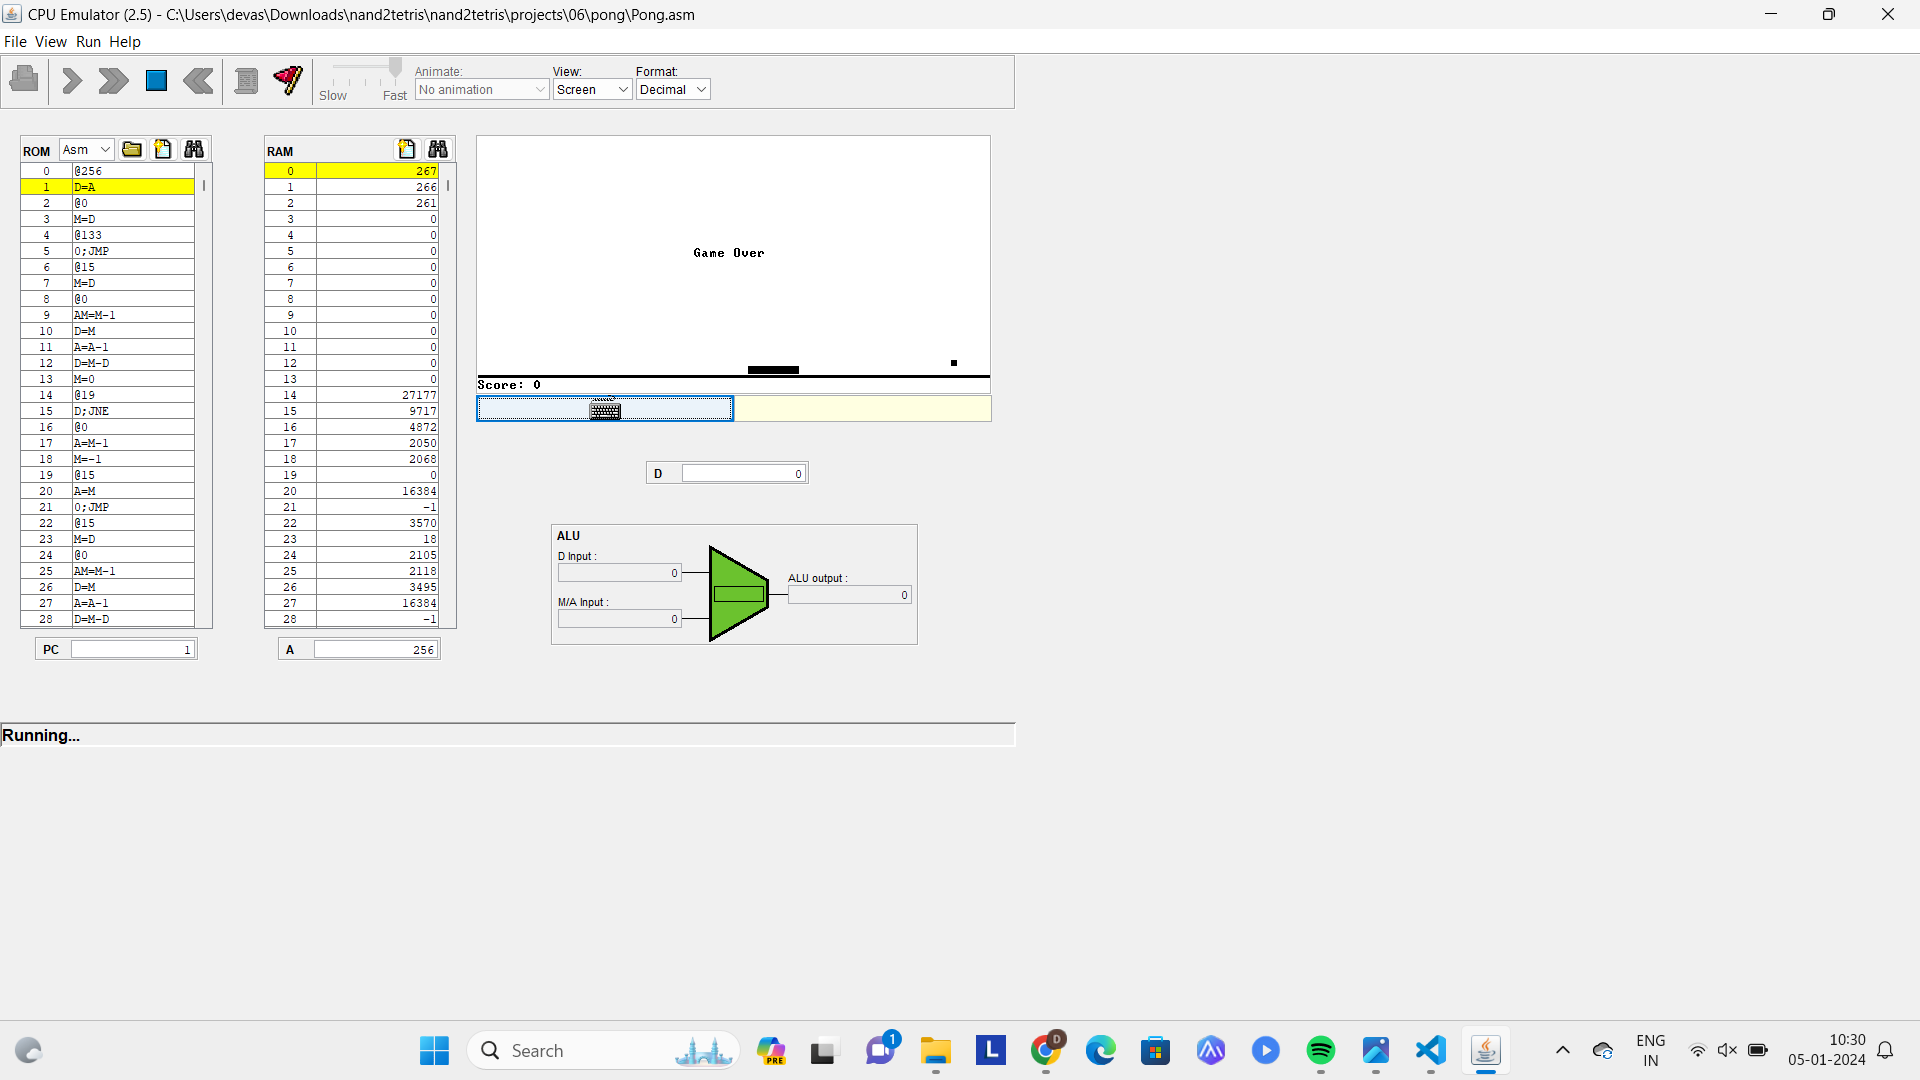 CPU Emulator (2.5) - C:\Users\devas\Downloads\nand2tetris\nand2tetris\projects\06\pong\Pong.asm
File View Run Help
Slow Fast
Animate:
No animation
View:
Screen
Format:
Decimal
ROM Asm
0 @256
1 D=A
2 @0
3 M=D
4 @133
5 0;JMP
6 @15
7 M=D
8 @0
9 AM=M-1
10 D=M
11 A=A-1
12 D=M-D
13 M=0
14 @19
15 D;JNE
16 @0
17 A=M-1
18 M=-1
19 @15
20 A=M
21 0;JMP
22 @15
23 M=D
24 @0
25 AM=M-1
26 D=M
27 A=A-1
28 D=M-D
PC 1
RAM
0 267
1 266
2 261
3 0
4 0
5 0
6 0
7 0
8 0
9 0
10 0
11 0
12 0
13 0
14 27177
15 9717
16 4872
17 2050
18 2068
19 0
20 16384
21 -1
22 3570
23 18
24 2105
25 2118
26 3495
27 16384
28 -1
A 256
Game Over
Score: 0
D 0
ALU
D Input :
0
M/A Input :
0
ALU output :
0
Running...
Search
PRE
1
L
D
ENG
IN
10:30
05-01-2024